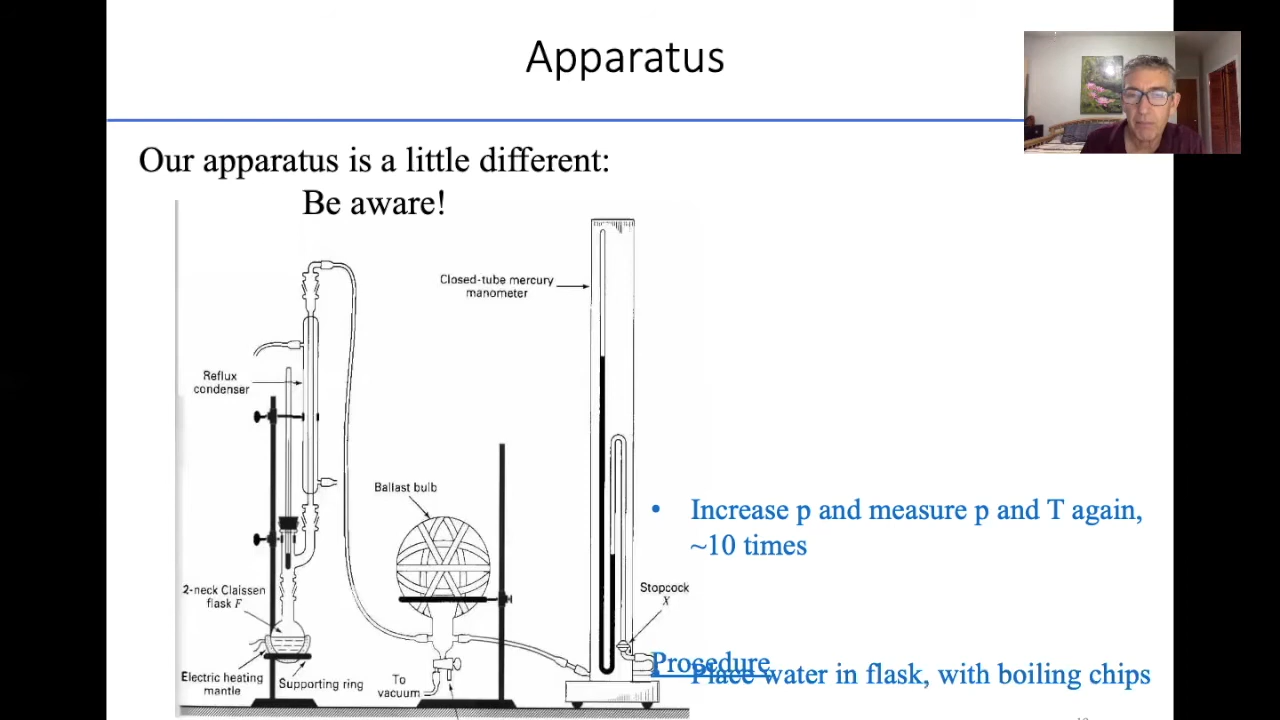 Apparatus
Our apparatus is a little different:
Be aware!
Closed-tube mercury
manometer
Reflux
condenser
Ballast bulb
2-neck Claissen
flask F
Stopcock
X
Electric heating
mantle
Supporting ring
To
vacuum
• Increase p and measure p and T again,
~10 times
Procedure
Place water in flask, with boiling chips